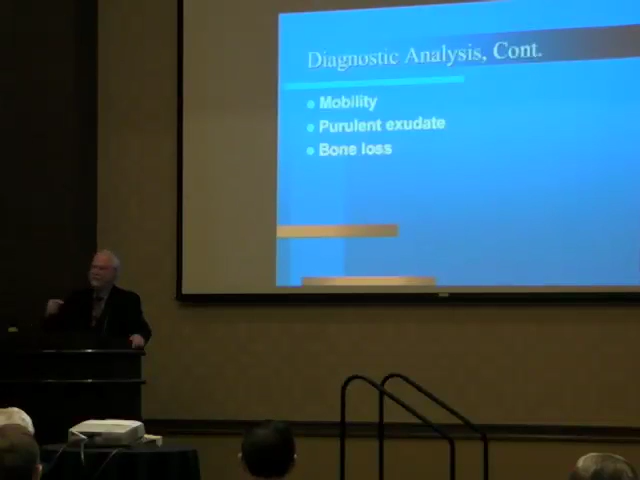 Diagnostic Analysis, Cont.
Mobility
Purulent exudate
Bone loss